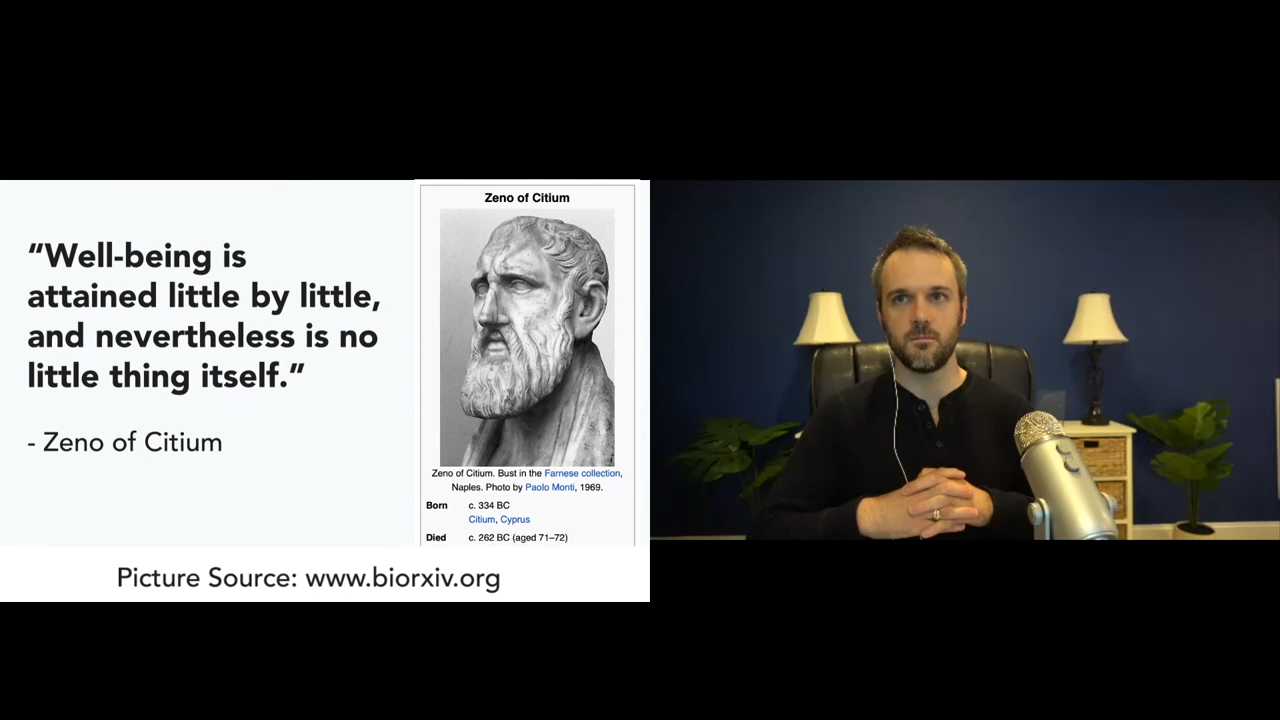 “Well-being is
attained little by little,
and nevertheless is no
little thing itself.”
- Zeno of Citium
Zeno of Citium
Zeno of Citium. Bust in the Farnese collection,
Naples. Photo by Paolo Monti, 1969.
Born c. 334 BC
Citium, Cyprus
Died c. 262 BC (aged 71–72)
Picture Source: www.biorxiv.org